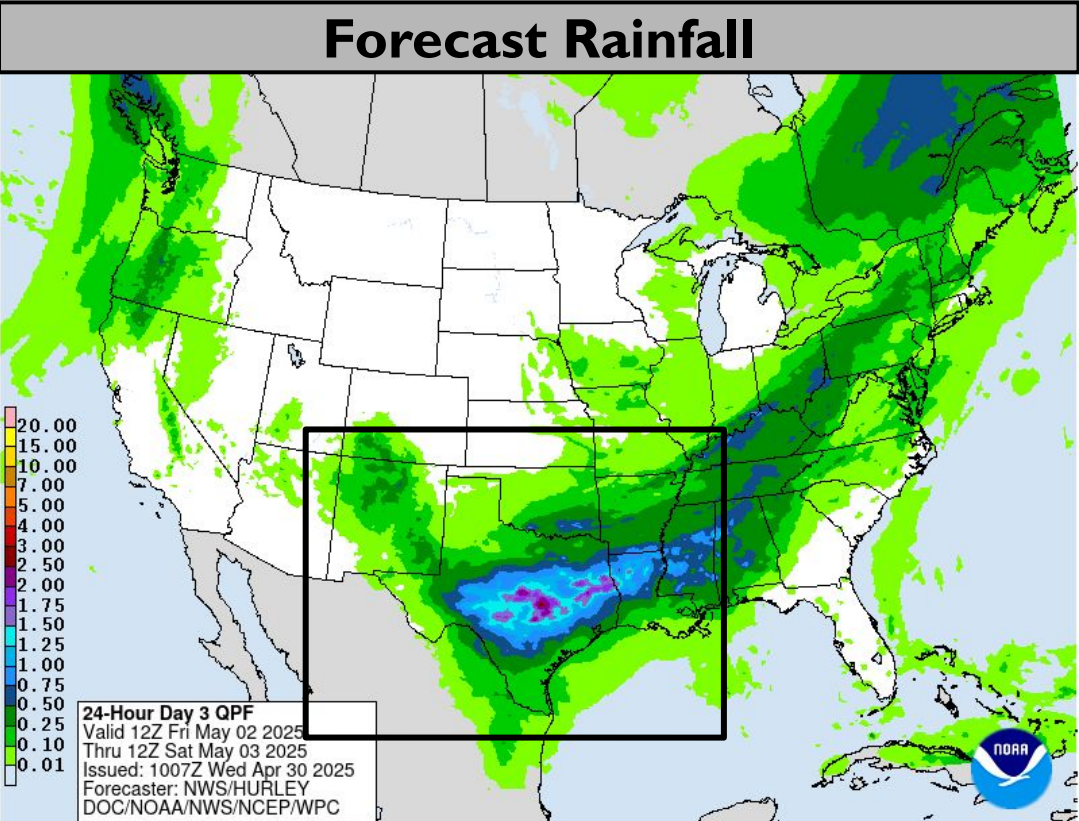 Forecast Rainfall
20.00
15.00
10.00
7.00
5.00
4.00
3.00
2.50
2.00
1.75
1.50
1.25
1.00
0.75
0.50
0.25
0.10
0.01
24-Hour Day 3 QPF
Valid 12Z Fri May 02 2025
Thru 12Z Sat May 03 2025
Issued: 1007Z Wed Apr 30 2025
Forecaster: NWS/HURLEY
DOC/NOAA/NWS/NCEP/WPC
NOAA